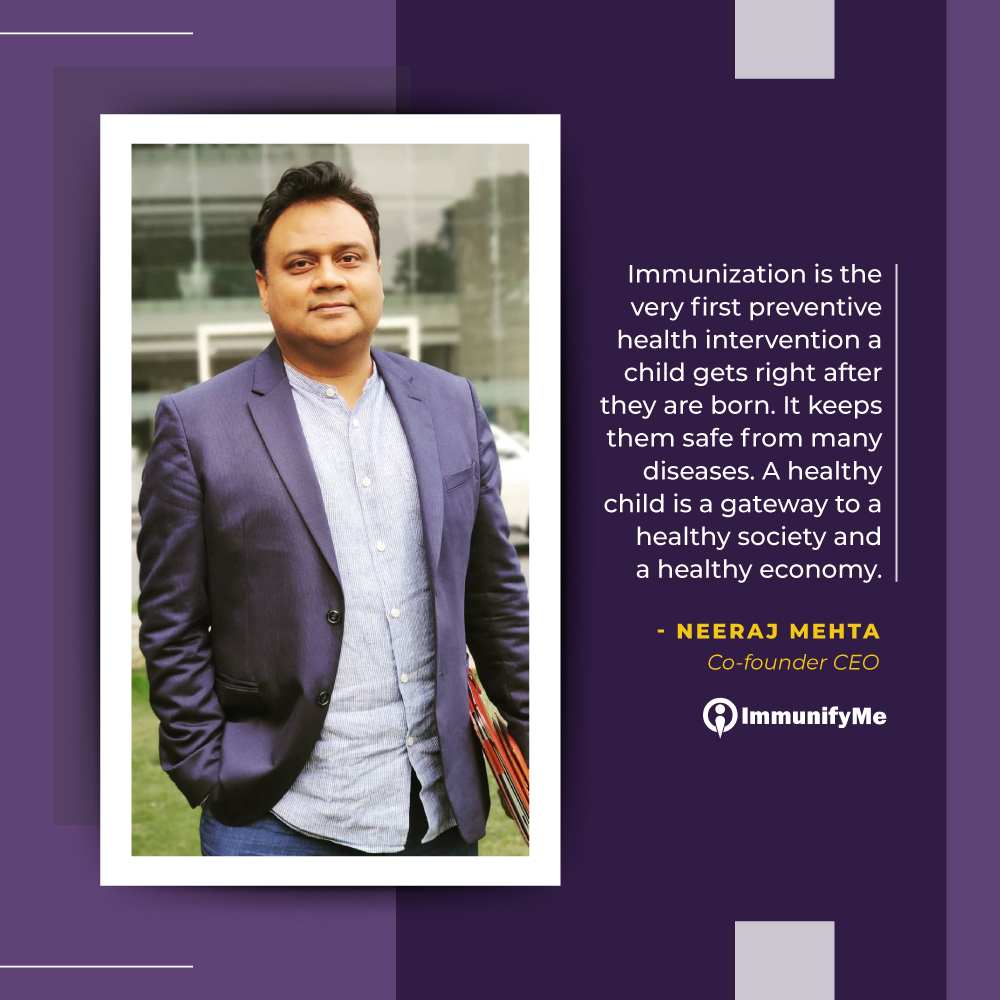 Immunization is the
very first preventive
health intervention a
child gets right after
they are born. It keeps
them safe from many
diseases. A healthy
child is a gateway to a
healthy society and
a healthy economy.
- NEERAJ MEHTA
Co-founder CEO
ImmunifyMe